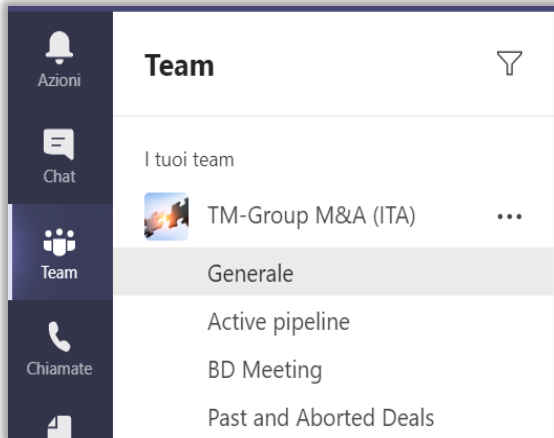 Azioni
Chat
Team
Chiamate
Team
I tuoi team
TM-Group M&A (ITA)
Generale
Active pipeline
BD Meeting
Past and Aborted Deals